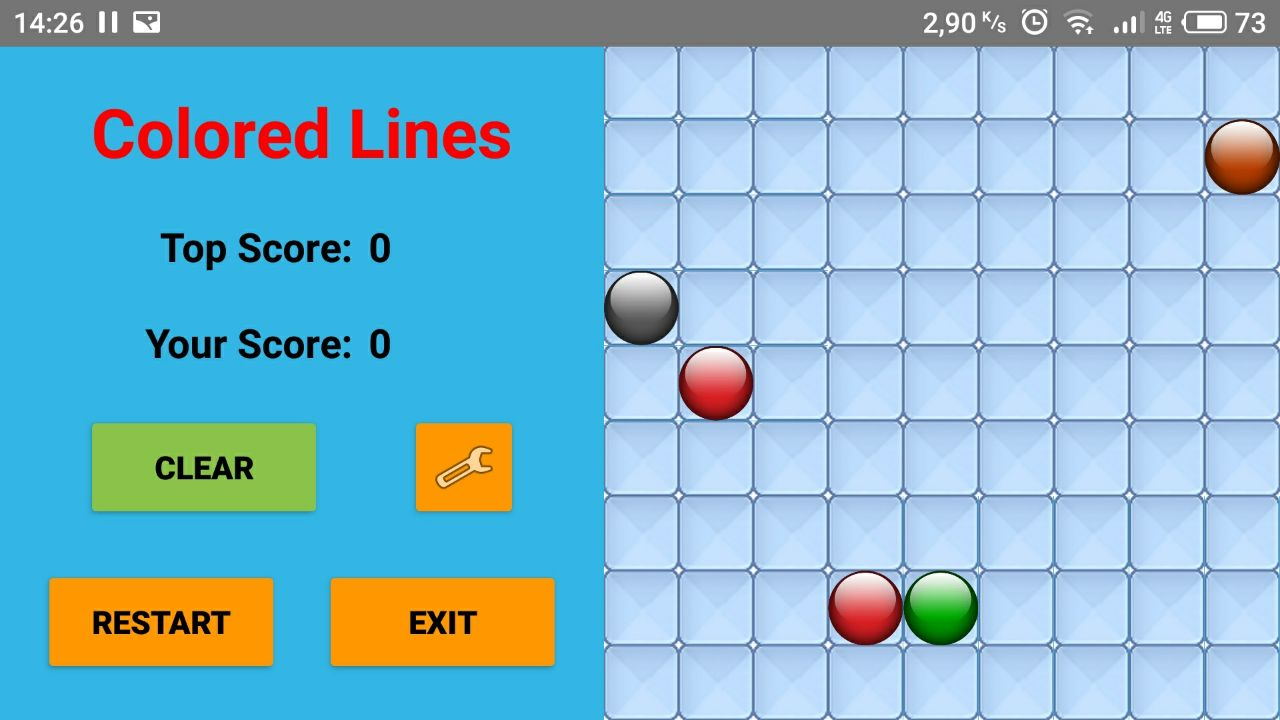 14:26 2,90 K/s 4G LTE 73
Colored Lines
Top Score: 0
Your Score: 0
CLEAR
RESTART EXIT